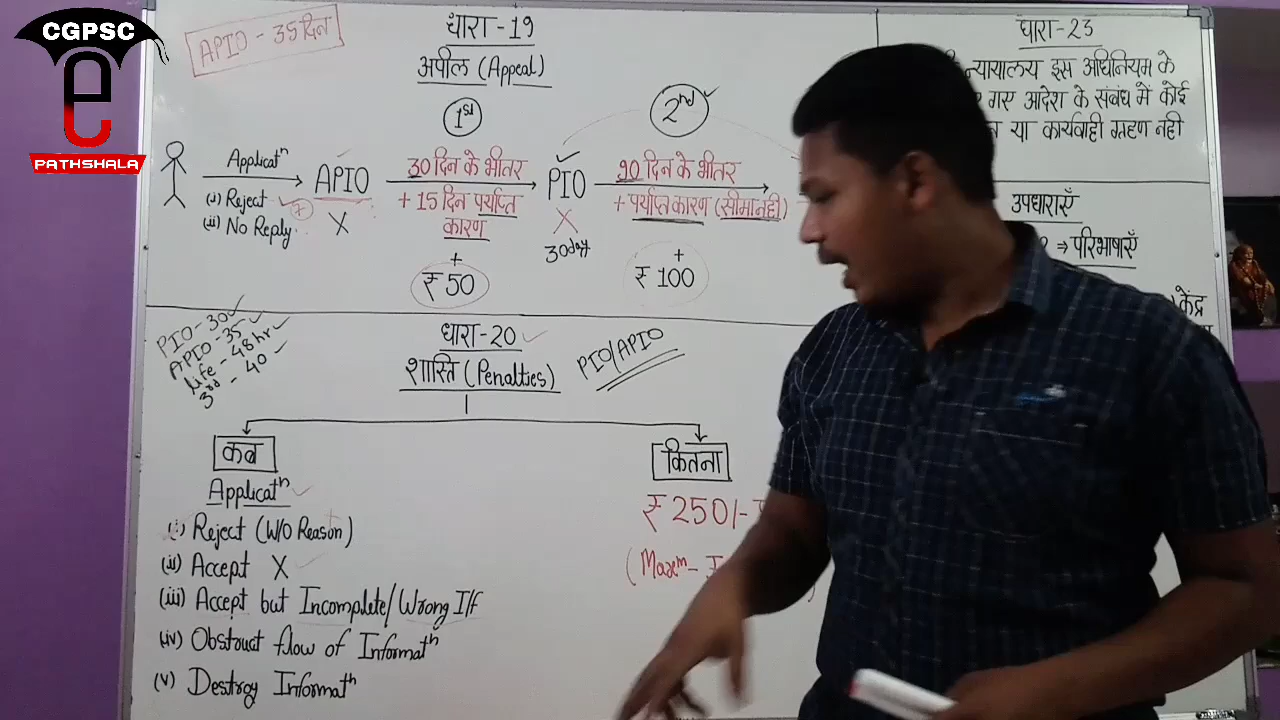 CGPSC
e
PATHSHALA
APIO - 35 दिन
धारा-19
अपील (Appeal)
1st
2nd
Applicatn
(i) Reject
(ii) No Reply
APIO
X
30 दिन के भीतर
+ 15 दिन पर्याप्त
कारण
+
₹ 50
PIO
X
30 days
90 दिन के भीतर
+ पर्याप्त कारण (सीमा नही)
+
₹ 100
धारा-23
न्यायालय इस अधिनियम के
गए आदेश के संबंध में कोई
या कार्यवाही ग्रहण नही
उपधाराएँ
⇒ परिभाषाएँ
केंद्र
PIO - 30
APIO - 35
Life - 48 hr
3rd - 40
धारा-20
शास्ति (Penalties)
PIO/APIO
कब
Applicatn
(i) Reject (W/O Reason)
(ii) Accept X
(iii) Accept but Incomplete/Wrong I/f
(iv) Obstruct flow of Informatn
(v) Destroy Informatn
कितना
₹ 250/-
(Maxm -